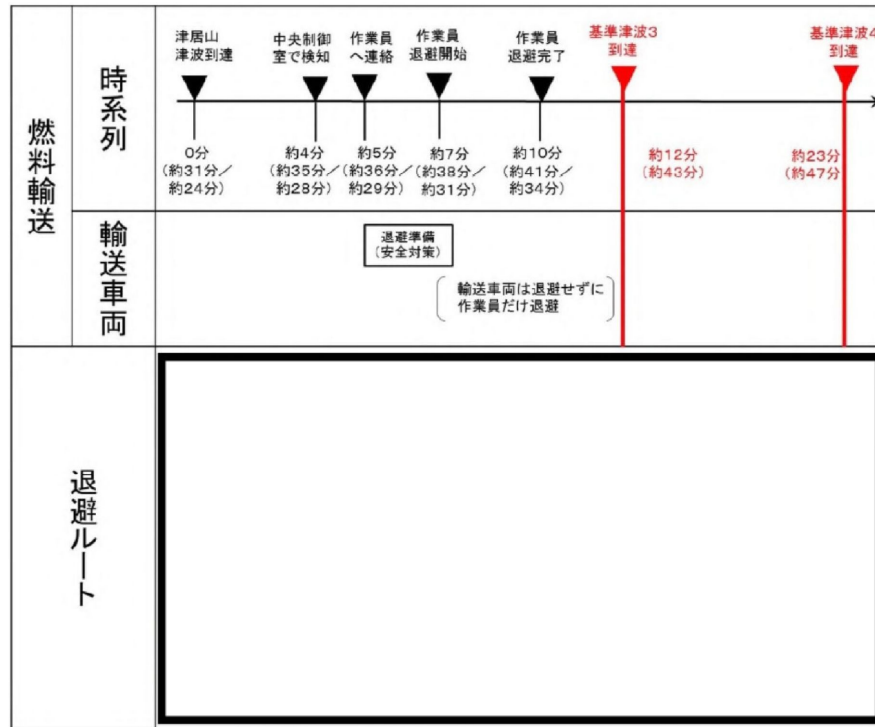 燃料輸送
時系列
津居山
津波到達
中央制御
室で検知
作業員
へ連絡
作業員
退避開始
作業員
退避完了
基準津波3
到達
基準津波4
到達
0分
(約31分/
約24分)
約4分
(約35分/
約28分)
約5分
(約36分/
約29分)
約7分
(約38分/
約31分)
約10分
(約41分/
約34分)
約12分
(約43分)
約23分
(約47分
輸送車両
退避準備
(安全対策)
輸送車両は退避せずに
作業員だけ退避
退避ルート